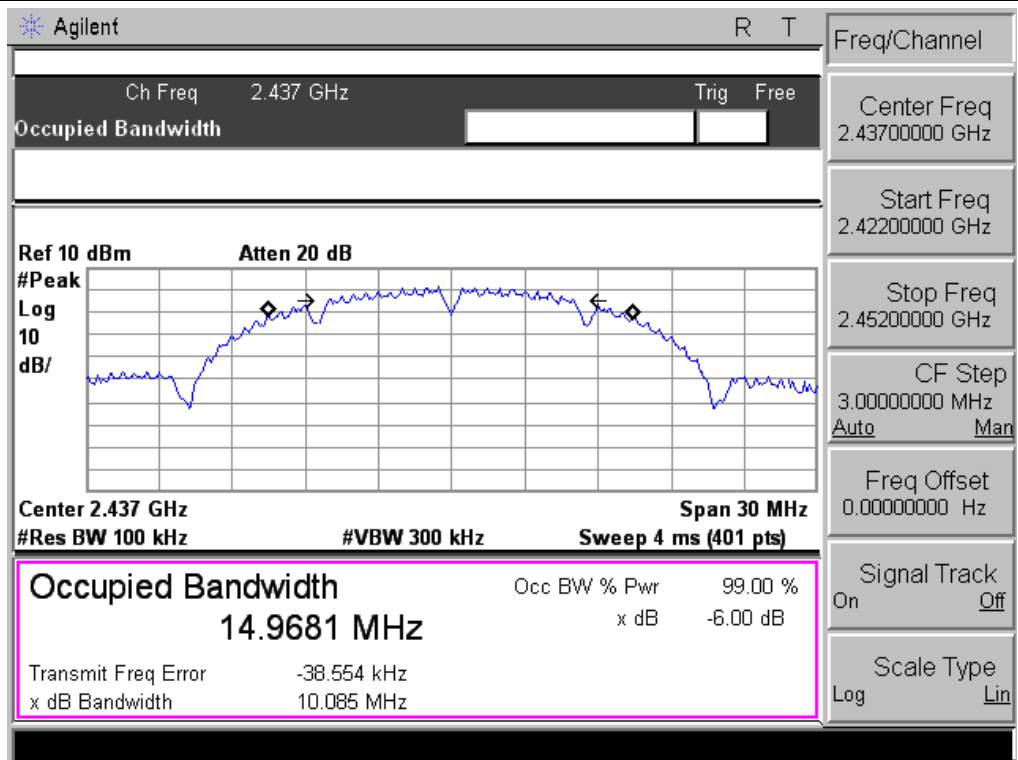 Agilent R T
Ch Freq 2.437 GHz Trig Free
Occupied Bandwidth
Ref 10 dBm Atten 20 dB
#Peak
Log
10
dB/
Center 2.437 GHz Span 30 MHz
#Res BW 100 kHz #VBW 300 kHz Sweep 4 ms (401 pts)
Occupied Bandwidth Occ BW % Pwr 99.00 %
14.9681 MHz x dB -6.00 dB
Transmit Freq Error -38.554 kHz
x dB Bandwidth 10.085 MHz
Freq/Channel
Center Freq
2.43700000 GHz
Start Freq
2.42200000 GHz
Stop Freq
2.45200000 GHz
CF Step
3.00000000 MHz
Auto Man
Freq Offset
0.00000000 Hz
Signal Track
On Off
Scale Type
Log Lin